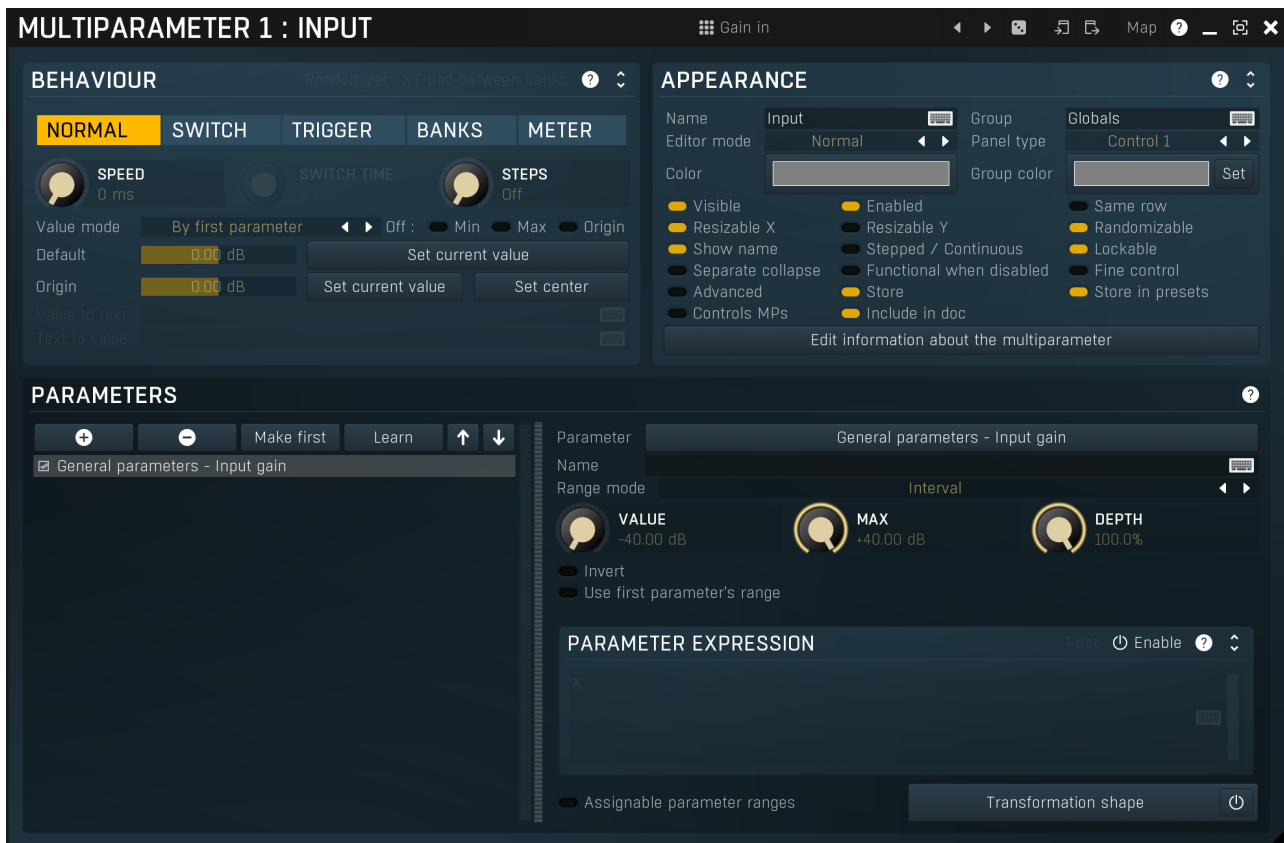 MULTIPARAMETER 1 : INPUT
Gain in
Map ?
BEHAVIOUR
Randomizer XY-pad between banks ?
NORMAL SWITCH TRIGGER BANKS METER
SPEED
0 ms
SWITCH TIME
STEPS
Off
Value mode By first parameter Off : Min Max Origin
Default 0.00 dB Set current value
Origin 0.00 dB Set current value Set center
Value to text
Text to value
APPEARANCE ?
Name Input Group Globals
Editor mode Normal Panel type Control 1
Color Group color Set
Visible Enabled Same row
Resizable X Resizable Y Randomizable
Show name Stepped / Continuous Lockable
Separate collapse Functional when disabled Fine control
Advanced Store Store in presets
Controls MPs Include in doc
Edit information about the multiparameter
PARAMETERS ?
Make first Learn
General parameters - Input gain
Parameter General parameters - Input gain
Name
Range mode Interval
VALUE
-40.00 dB
MAX
+40.00 dB
DEPTH
100.0%
Invert
Use first parameter's range
PARAMETER EXPRESSION Post Enable ?
x
Assignable parameter ranges Transformation shape